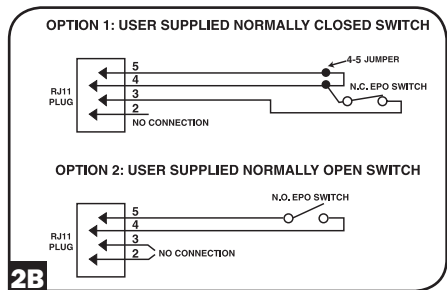 OPTION 1: USER SUPPLIED NORMALLY CLOSED SWITCH
4-5 JUMPER
5
4
N.C. EPO SWITCH
RJ11
PLUG
3
2
NO CONNECTION
OPTION 2: USER SUPPLIED NORMALLY OPEN SWITCH
N.O. EPO SWITCH
5
4
RJ11
PLUG
3
NO CONNECTION
2
2B